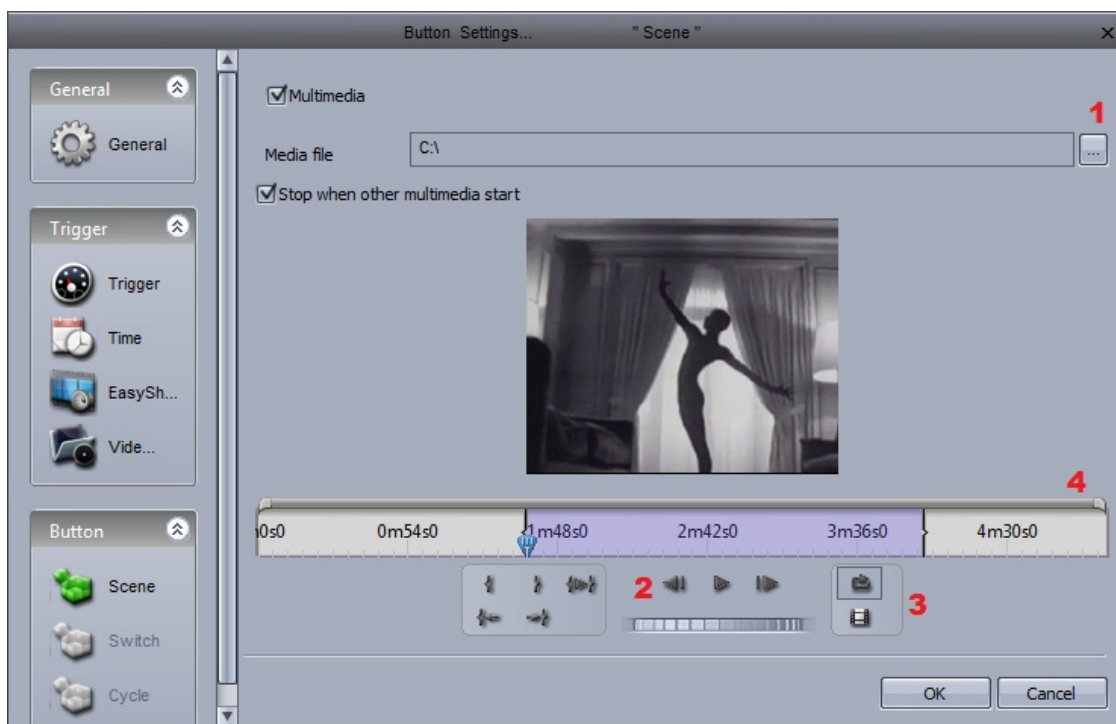 Button Settings... " Scene "
General
General
Trigger
Trigger
Time
EasySh...
Vide...
Button
Scene
Switch
Cycle
Multimedia
1
Media file C:\ ...
Stop when other multimedia start
4
0s0 0m54s0 1m48s0 2m42s0 3m36s0 4m30s0
2
3
OK Cancel